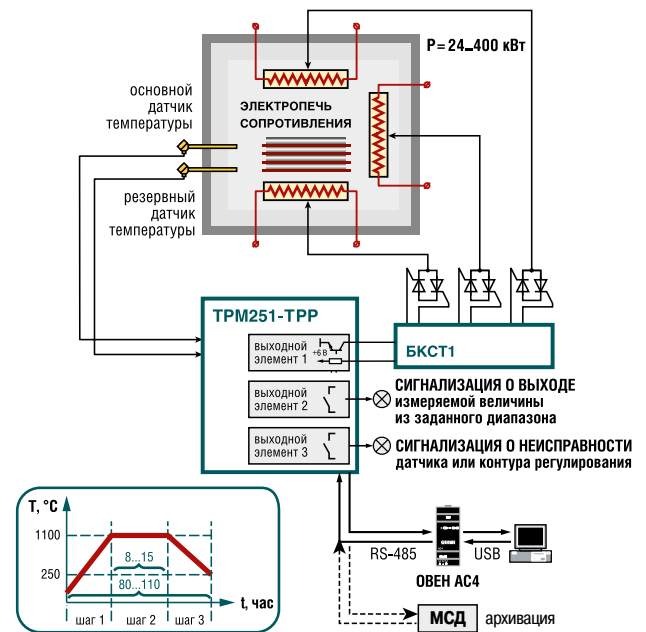 P = 24...400 кВт
основной
датчик
температуры
ЭЛЕКТРОПЕЧЬ
СОПРОТИВЛЕНИЯ
резервный
датчик
температуры
ТРМ251-ТРР
выходной
элемент 1
+6 В
БКСТ1
выходной
элемент 2
СИГНАЛИЗАЦИЯ О ВЫХОДЕ
измеряемой величины
из заданного диапазона
выходной
элемент 3
СИГНАЛИЗАЦИЯ О НЕИСПРАВНОСТИ
датчика или контура регулирования
T, °C
1100
8...15
250
80...110
t, час
шаг 1
шаг 2
шаг 3
RS-485
USB
ОВЕН АС4
МСД
архивация